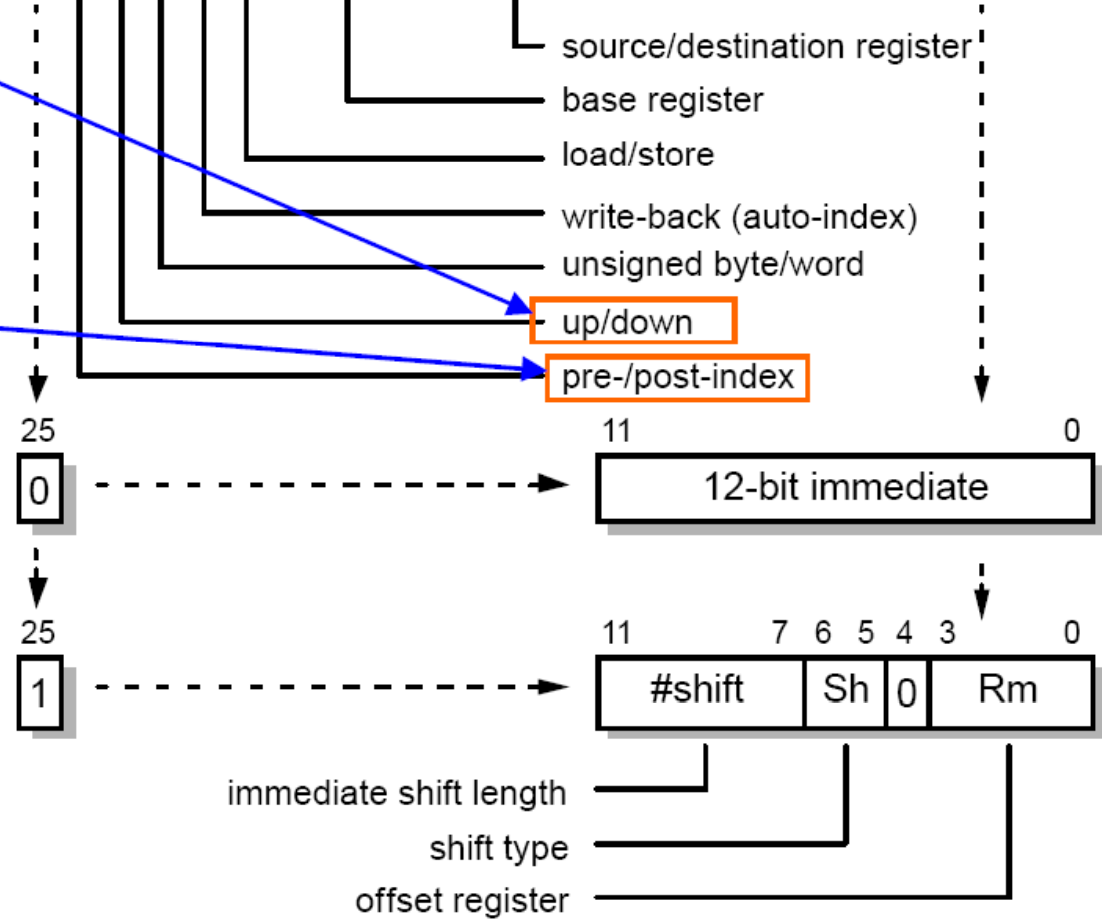 source/destination register
base register
load/store
write-back (auto-index)
unsigned byte/word
up/down
pre-/post-index
25
11 0
0
12-bit immediate
25
11 7 6 5 4 3 0
1
#shift Sh 0 Rm
immediate shift length
shift type
offset register